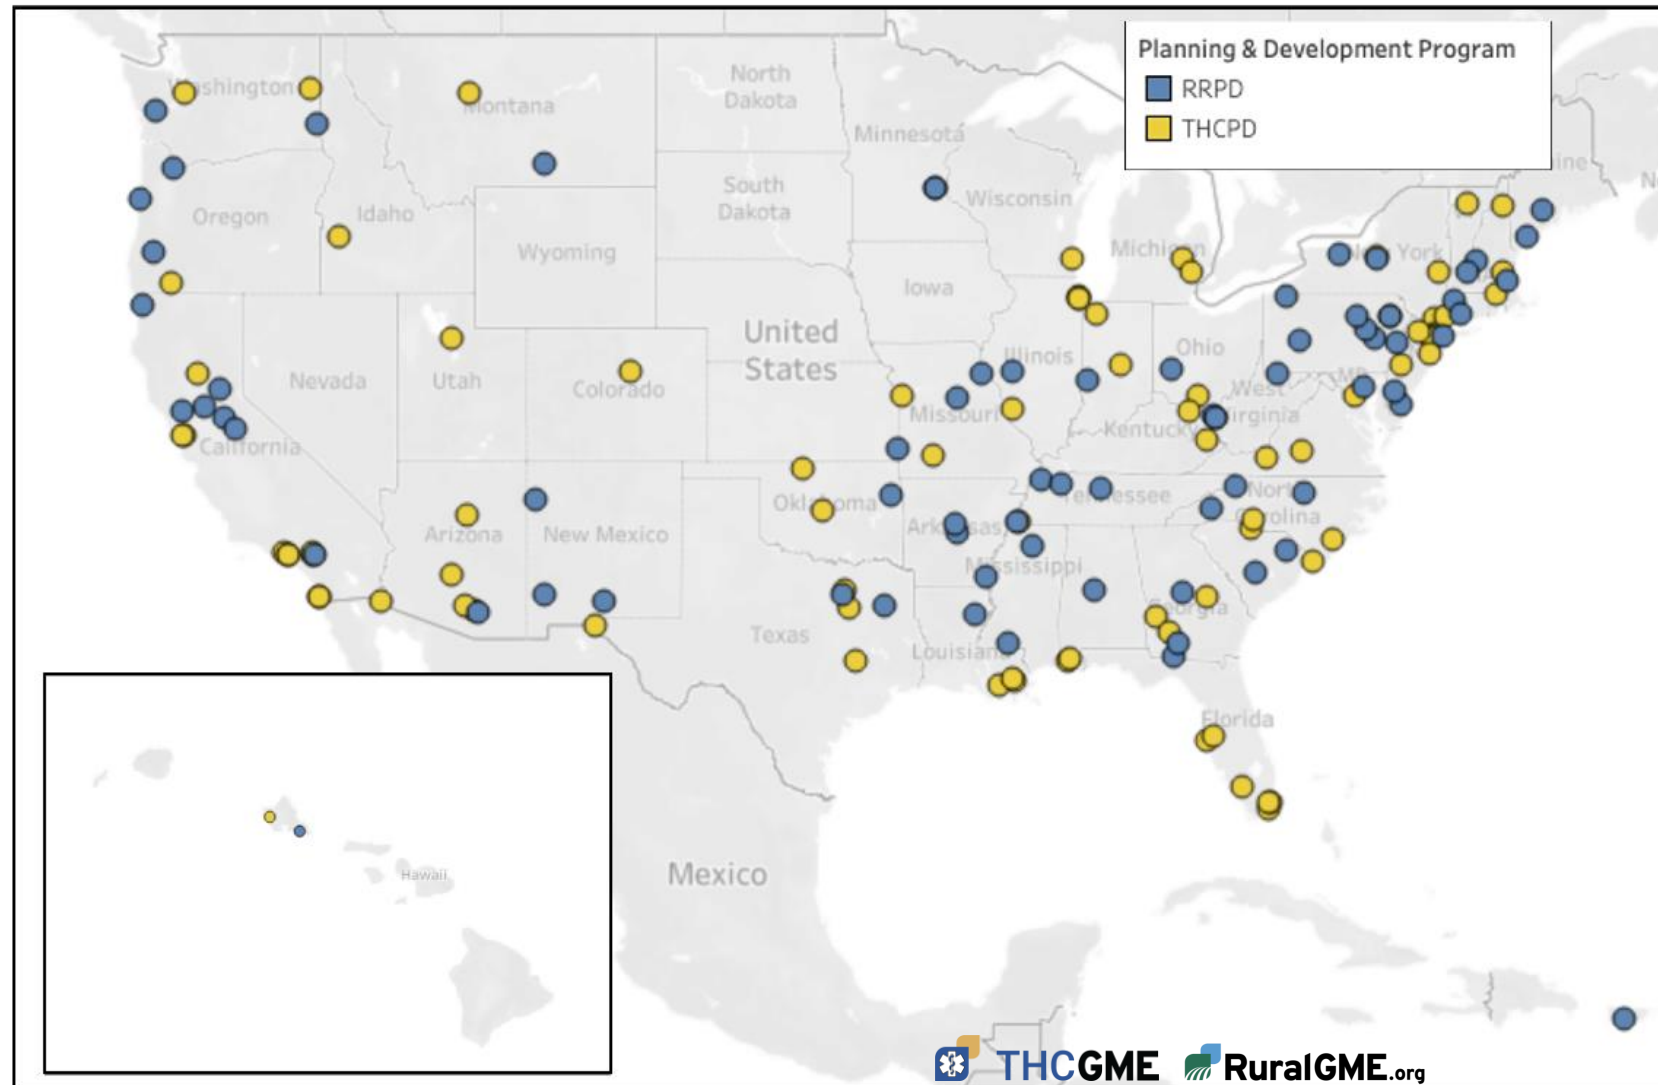 Planning & Development Program
RRPD
THCPD
Washington
Montana
North
Dakota
Minnesota
Oregon
Idaho
South
Dakota
Wisconsin
Wyoming
Michigan
New York
Iowa
United
States
Nevada
Utah
Colorado
Illinois
Ohio
West
Virginia
Missouri
Kentucky
California
Arizona
New Mexico
Oklahoma
Arkansas
Tennessee
North
Carolina
Mississippi
Georgia
Texas
Louisiana
Florida
Mexico
Hawaii
THCGME
RuralGME.org